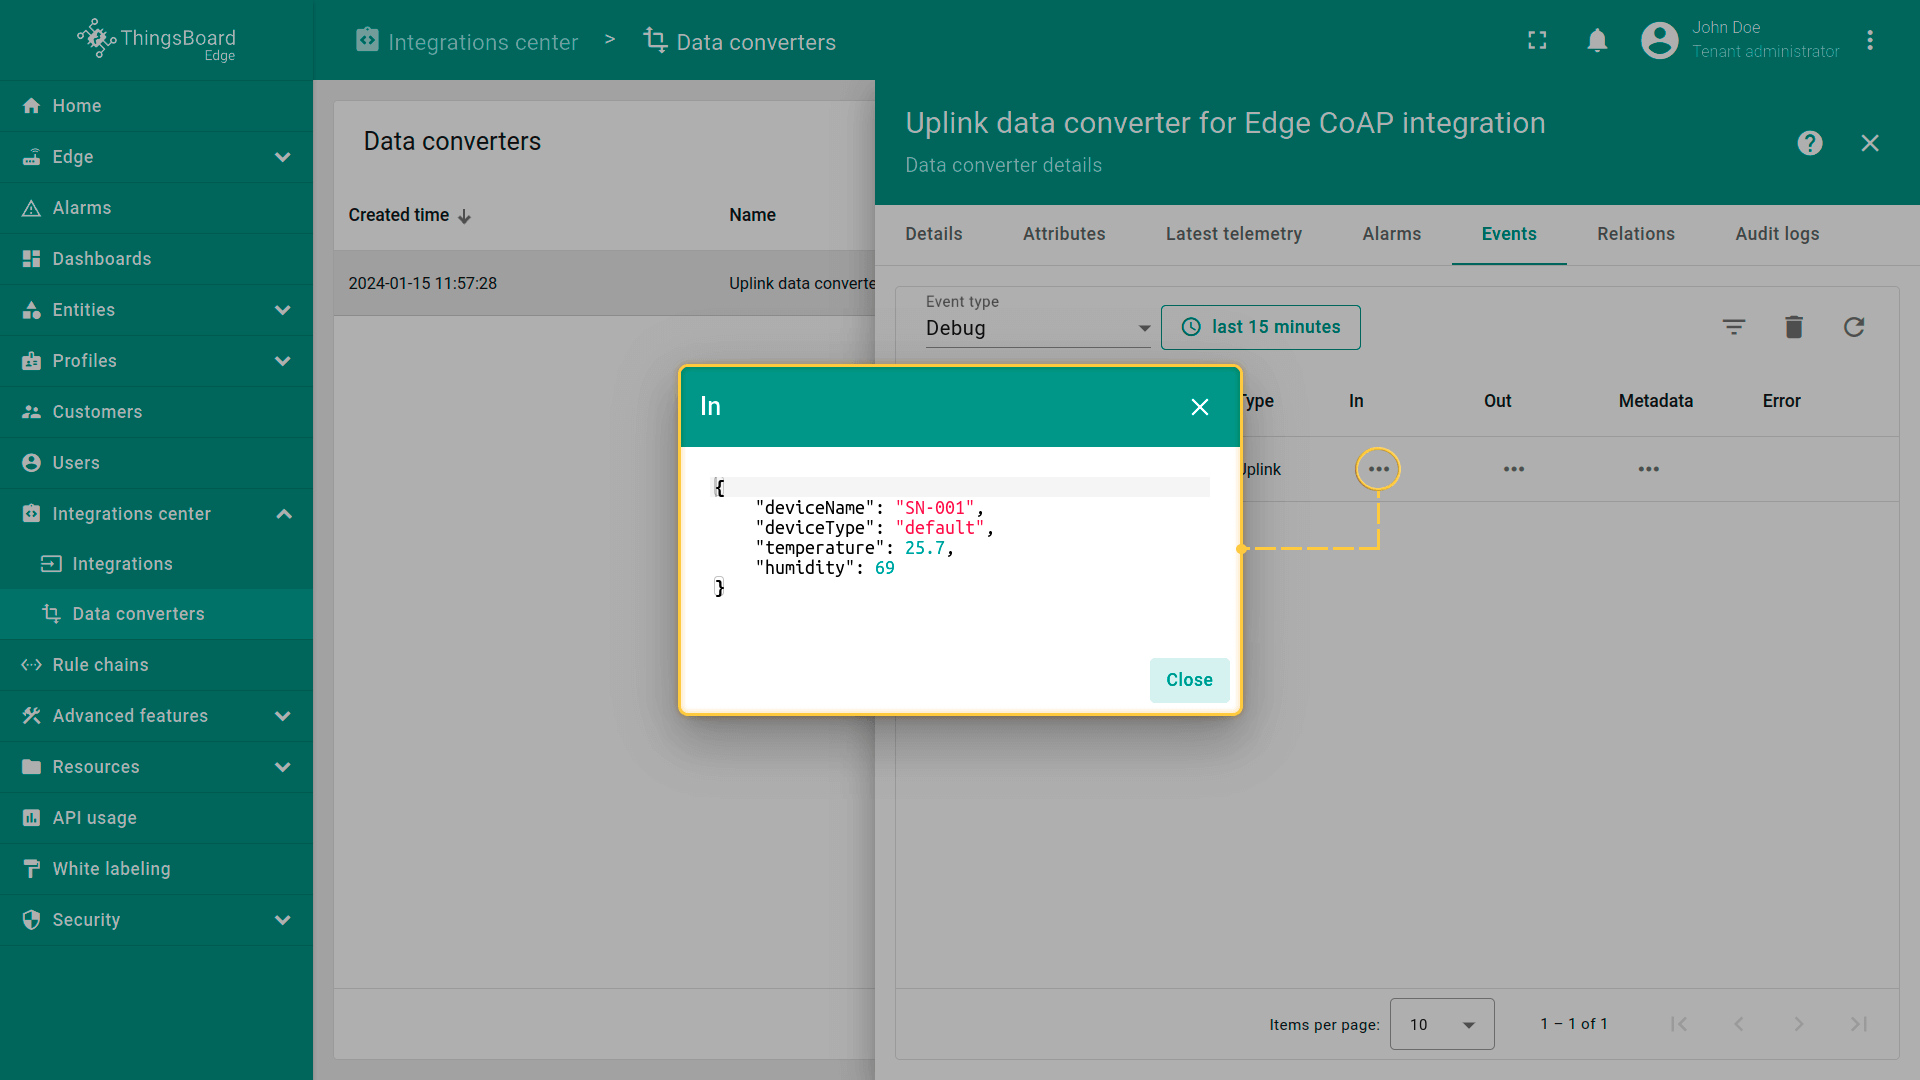 ThingsBoard
Edge
Integrations center > Data converters
John Doe
Tenant administrator
Home
Edge
Alarms
Dashboards
Entities
Profiles
Customers
Users
Integrations center
Integrations
Data converters
Rule chains
Advanced features
Resources
API usage
White labeling
Security
Data converters
Created time Name
2024-01-15 11:57:28 Uplink data converte
Uplink data converter for Edge CoAP integration
Data converter details
Details Attributes Latest telemetry Alarms Events Relations Audit logs
Event type
Debug
last 15 minutes
Type In Out Metadata Error
Uplink ••• ••• •••
In
{
"deviceName": "SN-001",
"deviceType": "default",
"temperature": 25.7,
"humidity": 69
}
Close
Items per page: 10 1 – 1 of 1